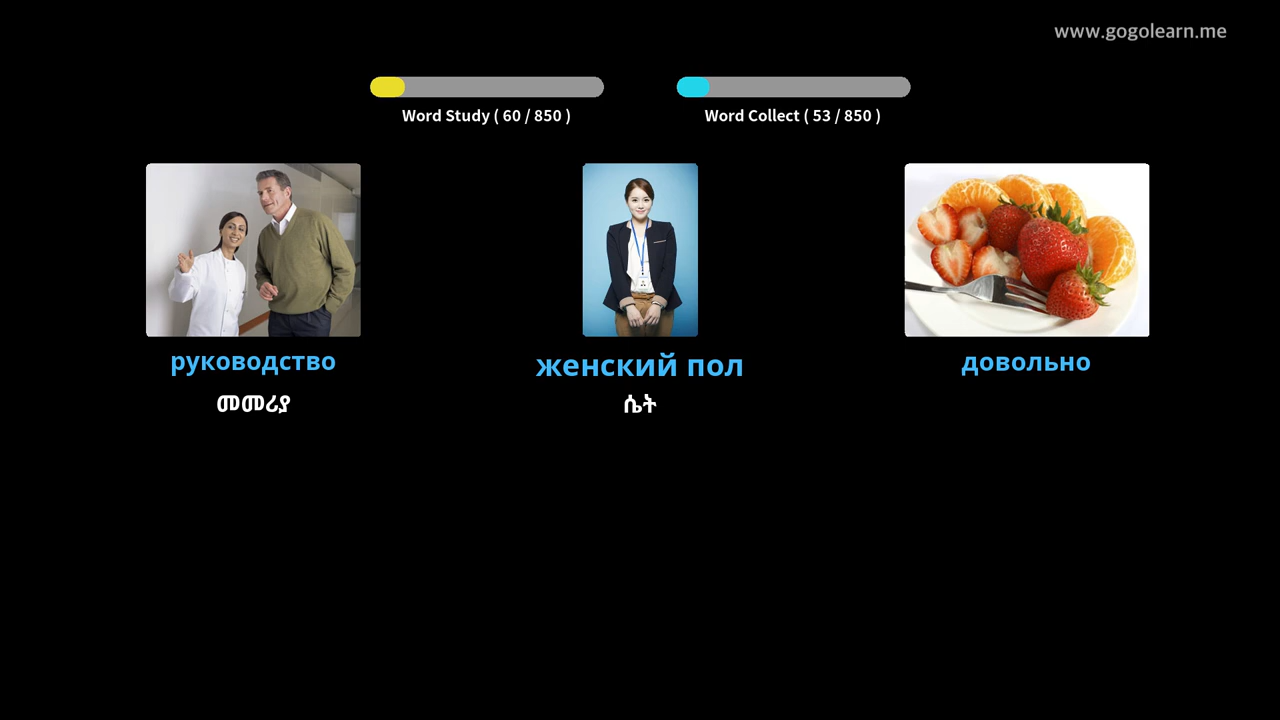 www.gogolearn.me
Word Study ( 60 / 850 )
Word Collect ( 53 / 850 )
руководство
женский пол
довольно
መመሪያ
ሴት